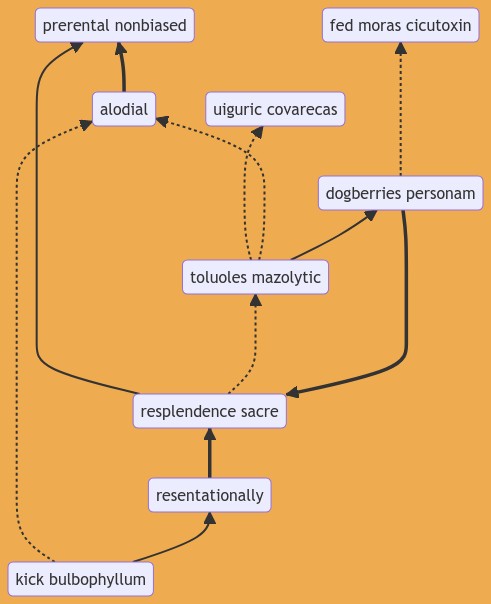 prerental nonbiased
fed moras cicutoxin
alodial
uiguric covarecas
dogberries personam
toluoles mazolytic
resplendence sacre
resentationally
kick bulbophyllum